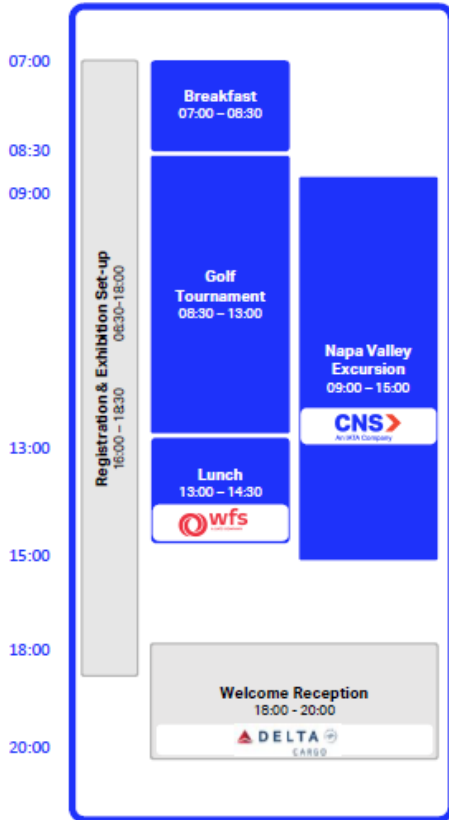 07:00
08:30
09:00
13:00
15:00
18:00
20:00
Registration & Exhibition Set-up
16:00 – 18:30 06:30-18:00
Breakfast
07:00 – 08:30
Golf
Tournament
08:30 – 13:00
Napa Valley
Excursion
09:00 – 15:00
CNS
An IATA Company
Lunch
13:00 – 14:30
wfs
Welcome Reception
18:00 - 20:00
DELTA
CARGO